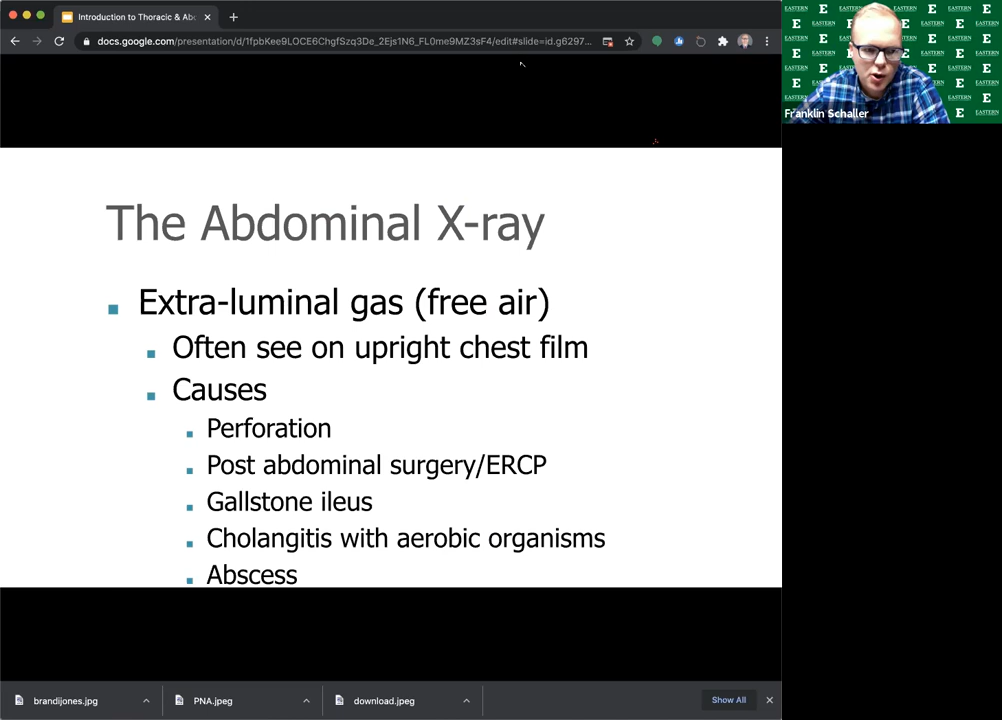 Introduction to Thoracic & Abd
docs.google.com/presentation/d/1fpbKee9LOCE6ChgfSzq3De_2Ejs1N6_FL0me9MZ3sF4/edit#slide=id.g6297...
The Abdominal X-ray
Extra-luminal gas (free air)
Often see on upright chest film
Causes
Perforation
Post abdominal surgery/ERCP
Gallstone ileus
Cholangitis with aerobic organisms
Abscess
EASTERN
E
Franklin Schaller
brandijones.jpg
PNA.jpeg
download.jpeg
Show All